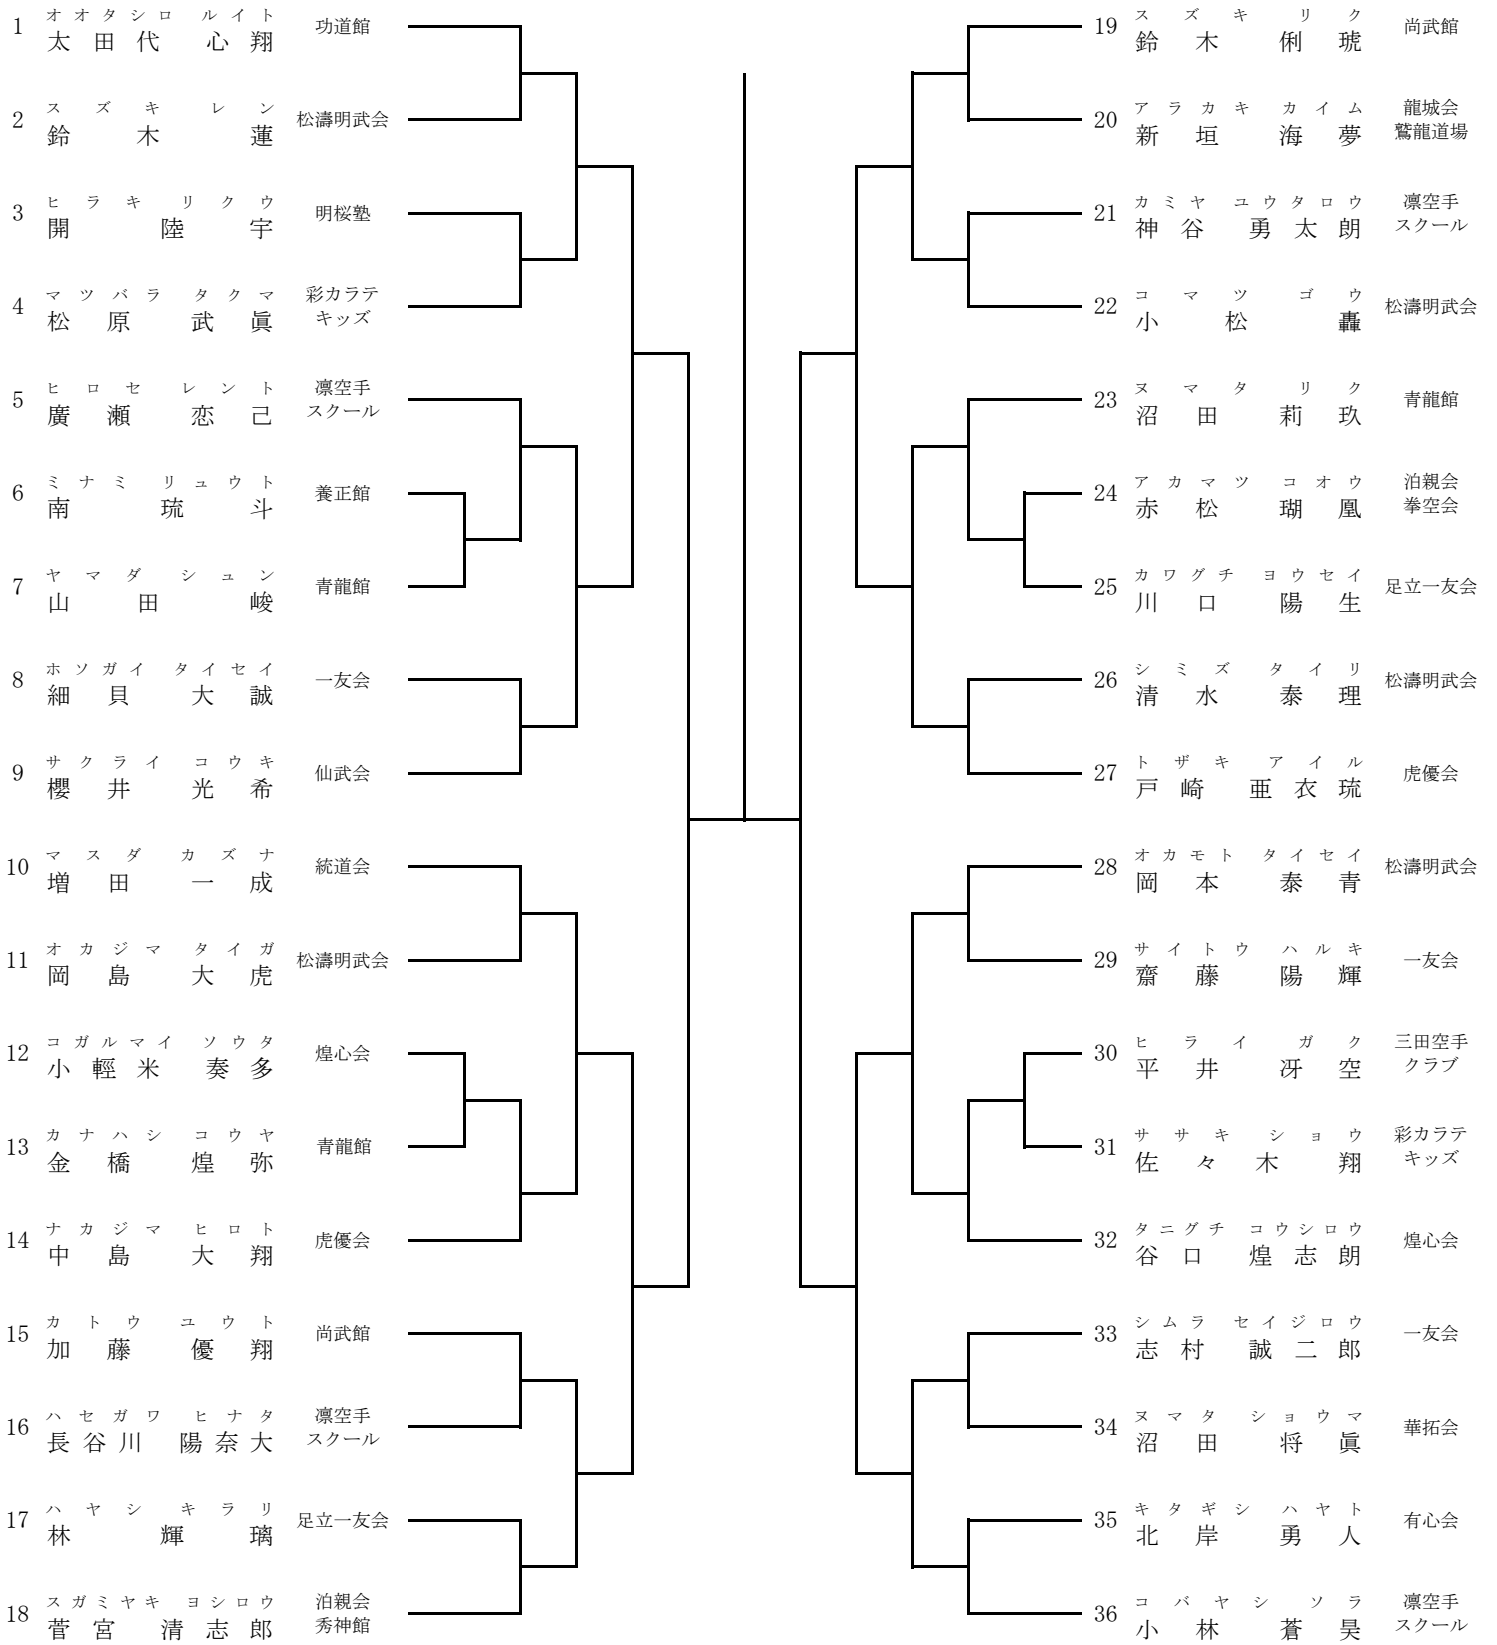 オオタシロ ルイト
1 太田代 心翔 功道館
スズキ レン
2 鈴木 蓮 松濤明武会
ヒラキ リクウ
3 開 陸宇 明桜塾
マツバラ タクマ 彩カラテ
4 松原 武眞 キッズ
ヒロセ レント 凛空手
5 廣瀬 恋己 スクール
ミナミ リュウト
6 南 琉斗 養正館
ヤマダ シュン
7 山田 峻 青龍館
ホソガイ タイセイ
8 細貝 大誠 一友会
サクライ コウキ
9 櫻井 光希 仙武会
マスダ カズナ
10 増田 一成 統道会
オカジマ タイガ
11 岡島 大虎 松濤明武会
コガルマイ ソウタ
12 小輕米 奏多 煌心会
カナハシ コウヤ
13 金橋 煌弥 青龍館
ナカジマ ヒロト
14 中島 大翔 虎優会
カトウ ユウト
15 加藤 優翔 尚武館
ハセガワ ヒナタ 凛空手
16 長谷川 陽奈大 スクール
ハヤシ キラリ
17 林 輝璃 足立一友会
スガミヤキ ヨシロウ 泊親会
18 菅宮 清志郎 秀神館
スズキ リク
19 鈴木 俐琥 尚武館
アラカキ カイム 龍城会
20 新垣 海夢 鷲龍道場
カミヤ ユウタロウ 凛空手
21 神谷 勇太朗 スクール
コマツ ゴウ
22 小松 轟 松濤明武会
ヌマタ リク
23 沼田 莉玖 青龍館
アカマツ コオウ 泊親会
24 赤松 瑚凰 拳空会
カワグチ ヨウセイ
25 川口 陽生 足立一友会
シミズ タイリ
26 清水 泰理 松濤明武会
トザキ アイル
27 戸崎 亜衣琉 虎優会
オカモト タイセイ
28 岡本 泰青 松濤明武会
サイトウ ハルキ
29 齋藤 陽輝 一友会
ヒライ ガク 三田空手
30 平井 冴空 クラブ
ササキ ショウ 彩カラテ
31 佐々木 翔 キッズ
タニグチ コウシロウ
32 谷口 煌志朗 煌心会
シムラ セイジロウ
33 志村 誠二郎 一友会
ヌマタ ショウマ
34 沼田 将眞 華拓会
キタギシ ハヤト
35 北岸 勇人 有心会
コバヤシ ソラ 凛空手
36 小林 蒼昊 スクール